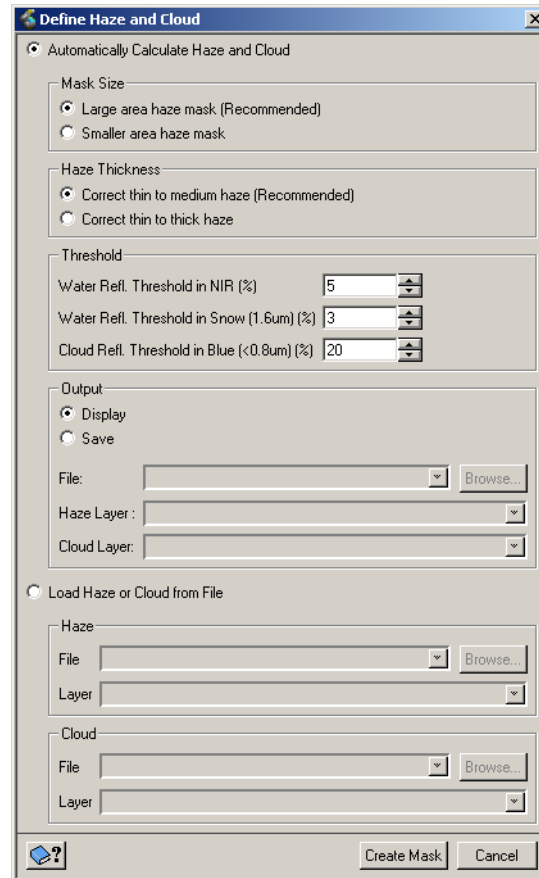 Define Haze and Cloud
Automatically Calculate Haze and Cloud
Mask Size
Large area haze mask (Recommended)
Smaller area haze mask
Haze Thickness
Correct thin to medium haze (Recommended)
Correct thin to thick haze
Threshold
Water Refl. Threshold in NIR (%) 5
Water Refl. Threshold in Snow (1.6um) (%) 3
Cloud Refl. Threshold in Blue (<0.8um) (%) 20
Output
Display
Save
File: Browse...
Haze Layer :
Cloud Layer:
Load Haze or Cloud from File
Haze
File Browse...
Layer
Cloud
File Browse...
Layer
? Create Mask Cancel